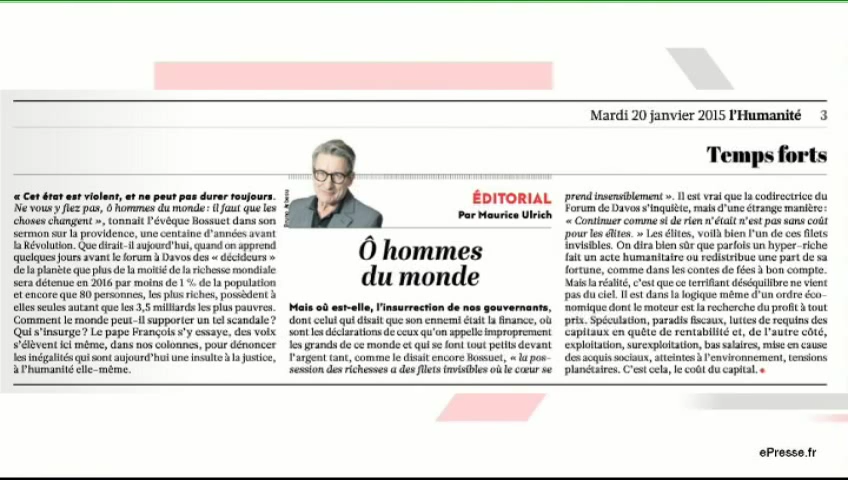 Mardi 20 janvier 2015 l'Humanité 3
Temps forts
« Cet état est violent, et ne peut pas durer toujours.
Ne vous y fiez pas, ô hommes du monde : il faut que les
choses changent », tonnait l'évêque Bossuet dans son
sermon sur la providence, une centaine d'années avant
la Révolution. Que dirait-il aujourd'hui, quand on apprend
quelques jours avant le forum à Davos des « décideurs »
de la planète que plus de la moitié de la richesse mondiale
sera détenue en 2016 par moins de 1 % de la population
et encore que 80 personnes, les plus riches, possèdent à
elles seules autant que les 3,5 milliards les plus pauvres.
Comment le monde peut-il supporter un tel scandale ?
Qui s'insurge ? Le pape François s'y essaye, des voix
s'élèvent ici même, dans nos colonnes, pour dénoncer
les inégalités qui sont aujourd'hui une insulte à la justice,
à l'humanité elle-même.
ÉDITORIAL
Par Maurice Ulrich
Ô hommes
du monde
Mais où est-elle, l'insurrection de nos gouvernants,
dont celui qui disait que son ennemi était la finance, où
sont les déclarations de ceux qu'on appelle improprement
les grands de ce monde et qui se font tout petits devant
l'argent tant, comme le disait encore Bossuet, « la pos-
session des richesses a des filets invisibles où le cœur se
prend insensiblement ». Il est vrai que la codirectrice du
Forum de Davos s'inquiète, mais d'une étrange manière :
« Continuer comme si de rien n'était n'est pas sans coût
pour les élites. » Les élites, voilà bien l'un de ces filets
invisibles. On dira bien sûr que parfois un hyper-riche
fait un acte humanitaire ou redistribue une part de sa
fortune, comme dans les contes de fées à bon compte.
Mais la réalité, c'est que ce terrifiant déséquilibre ne vient
pas du ciel. Il est dans la logique même d'un ordre éco-
nomique dont le moteur est la recherche du profit à tout
prix. Spéculation, paradis fiscaux, luttes de requins des
capitaux en quête de rentabilité et, de l'autre côté,
exploitation, surexploitation, bas salaires, mise en cause
des acquis sociaux, atteintes à l'environnement, tensions
planétaires. C'est cela, le coût du capital.
ePresse.fr